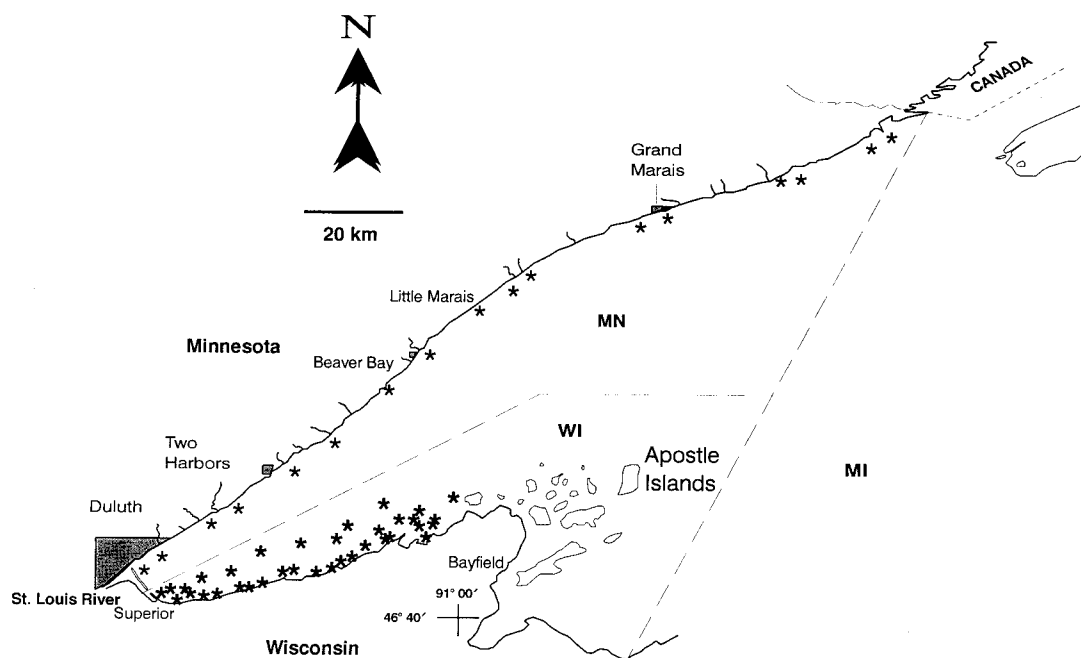 N
20 km
CANADA
Grand
Marais
Little Marais
MN
Minnesota
Beaver Bay
WI
Two
Harbors
Apostle
Islands
MI
Duluth
Bayfield
St. Louis River
Superior
91° 00′
46° 40′
Wisconsin